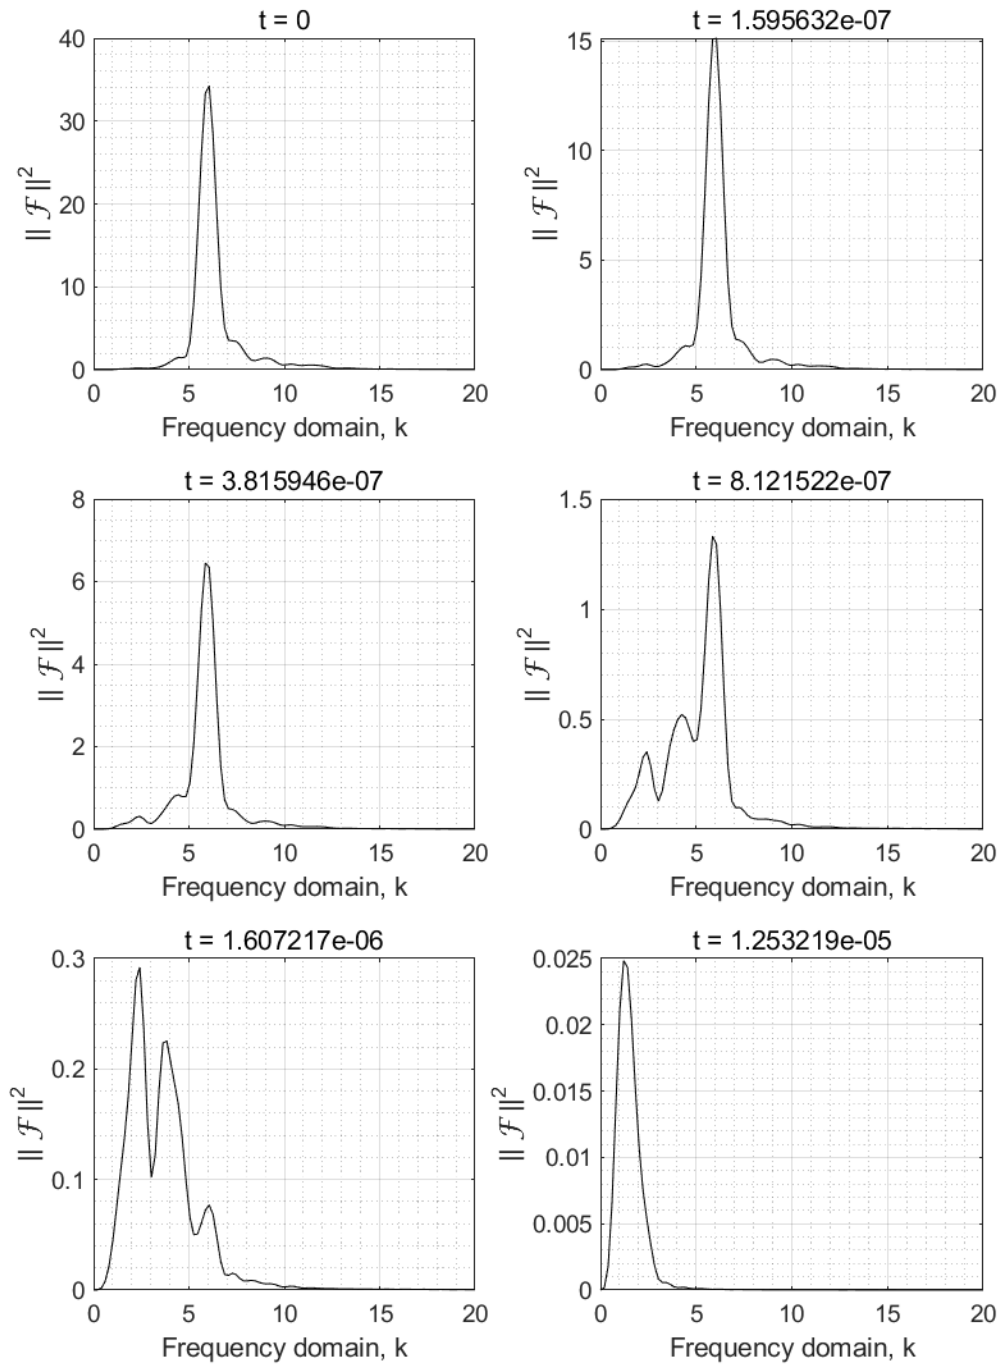 t = 0
40
30
20
10
0
|| ℱ ||²
0 5 10 15 20
Frequency domain, k
t = 1.595632e-07
15
10
5
0
|| ℱ ||²
0 5 10 15 20
Frequency domain, k
t = 3.815946e-07
8
6
4
2
0
|| ℱ ||²
0 5 10 15 20
Frequency domain, k
t = 8.121522e-07
1.5
1
0.5
0
|| ℱ ||²
0 5 10 15 20
Frequency domain, k
t = 1.607217e-06
0.3
0.2
0.1
0
|| ℱ ||²
0 5 10 15 20
Frequency domain, k
t = 1.253219e-05
0.025
0.02
0.015
0.01
0.005
0
|| ℱ ||²
0 5 10 15 20
Frequency domain, k